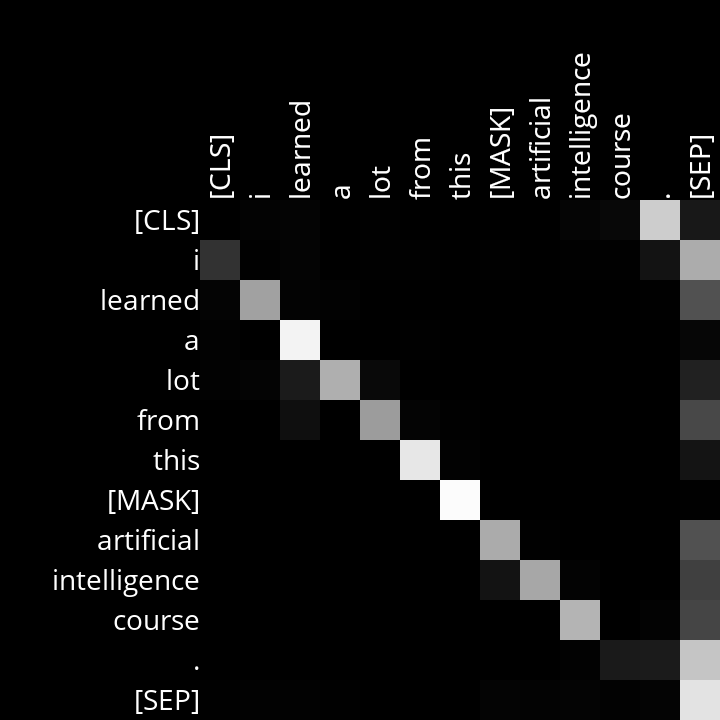 [CLS]
i
learned
a
lot
from
this
[MASK]
artificial
intelligence
course
.
[SEP]
[CLS]
i
learned
a
lot
from
this
[MASK]
artificial
intelligence
course
.
[SEP]